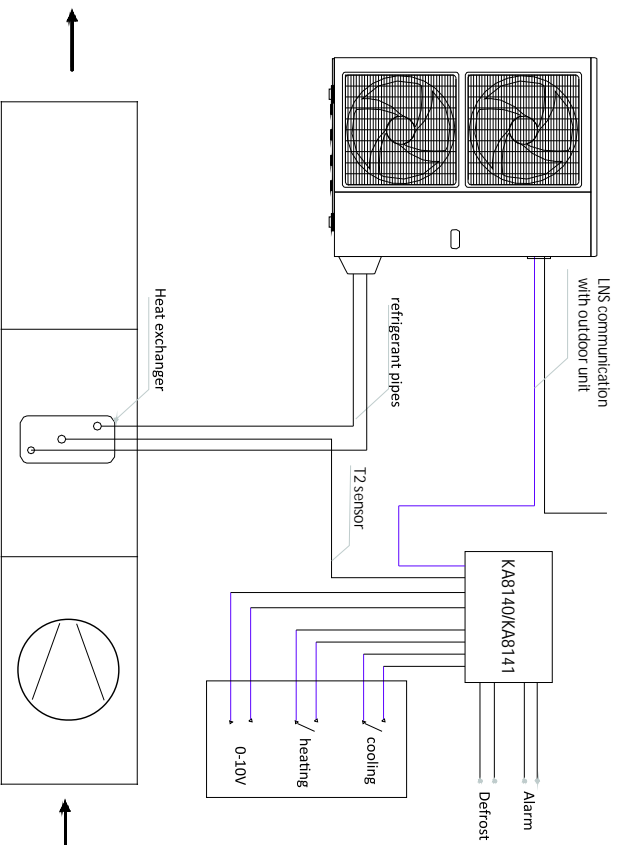 LNS communication
with outdoor unit
refrigerant pipes
Heat exchanger
T2 sensor
KA8140/KA8141
cooling
heating
0-10V
Alarm
Defrost